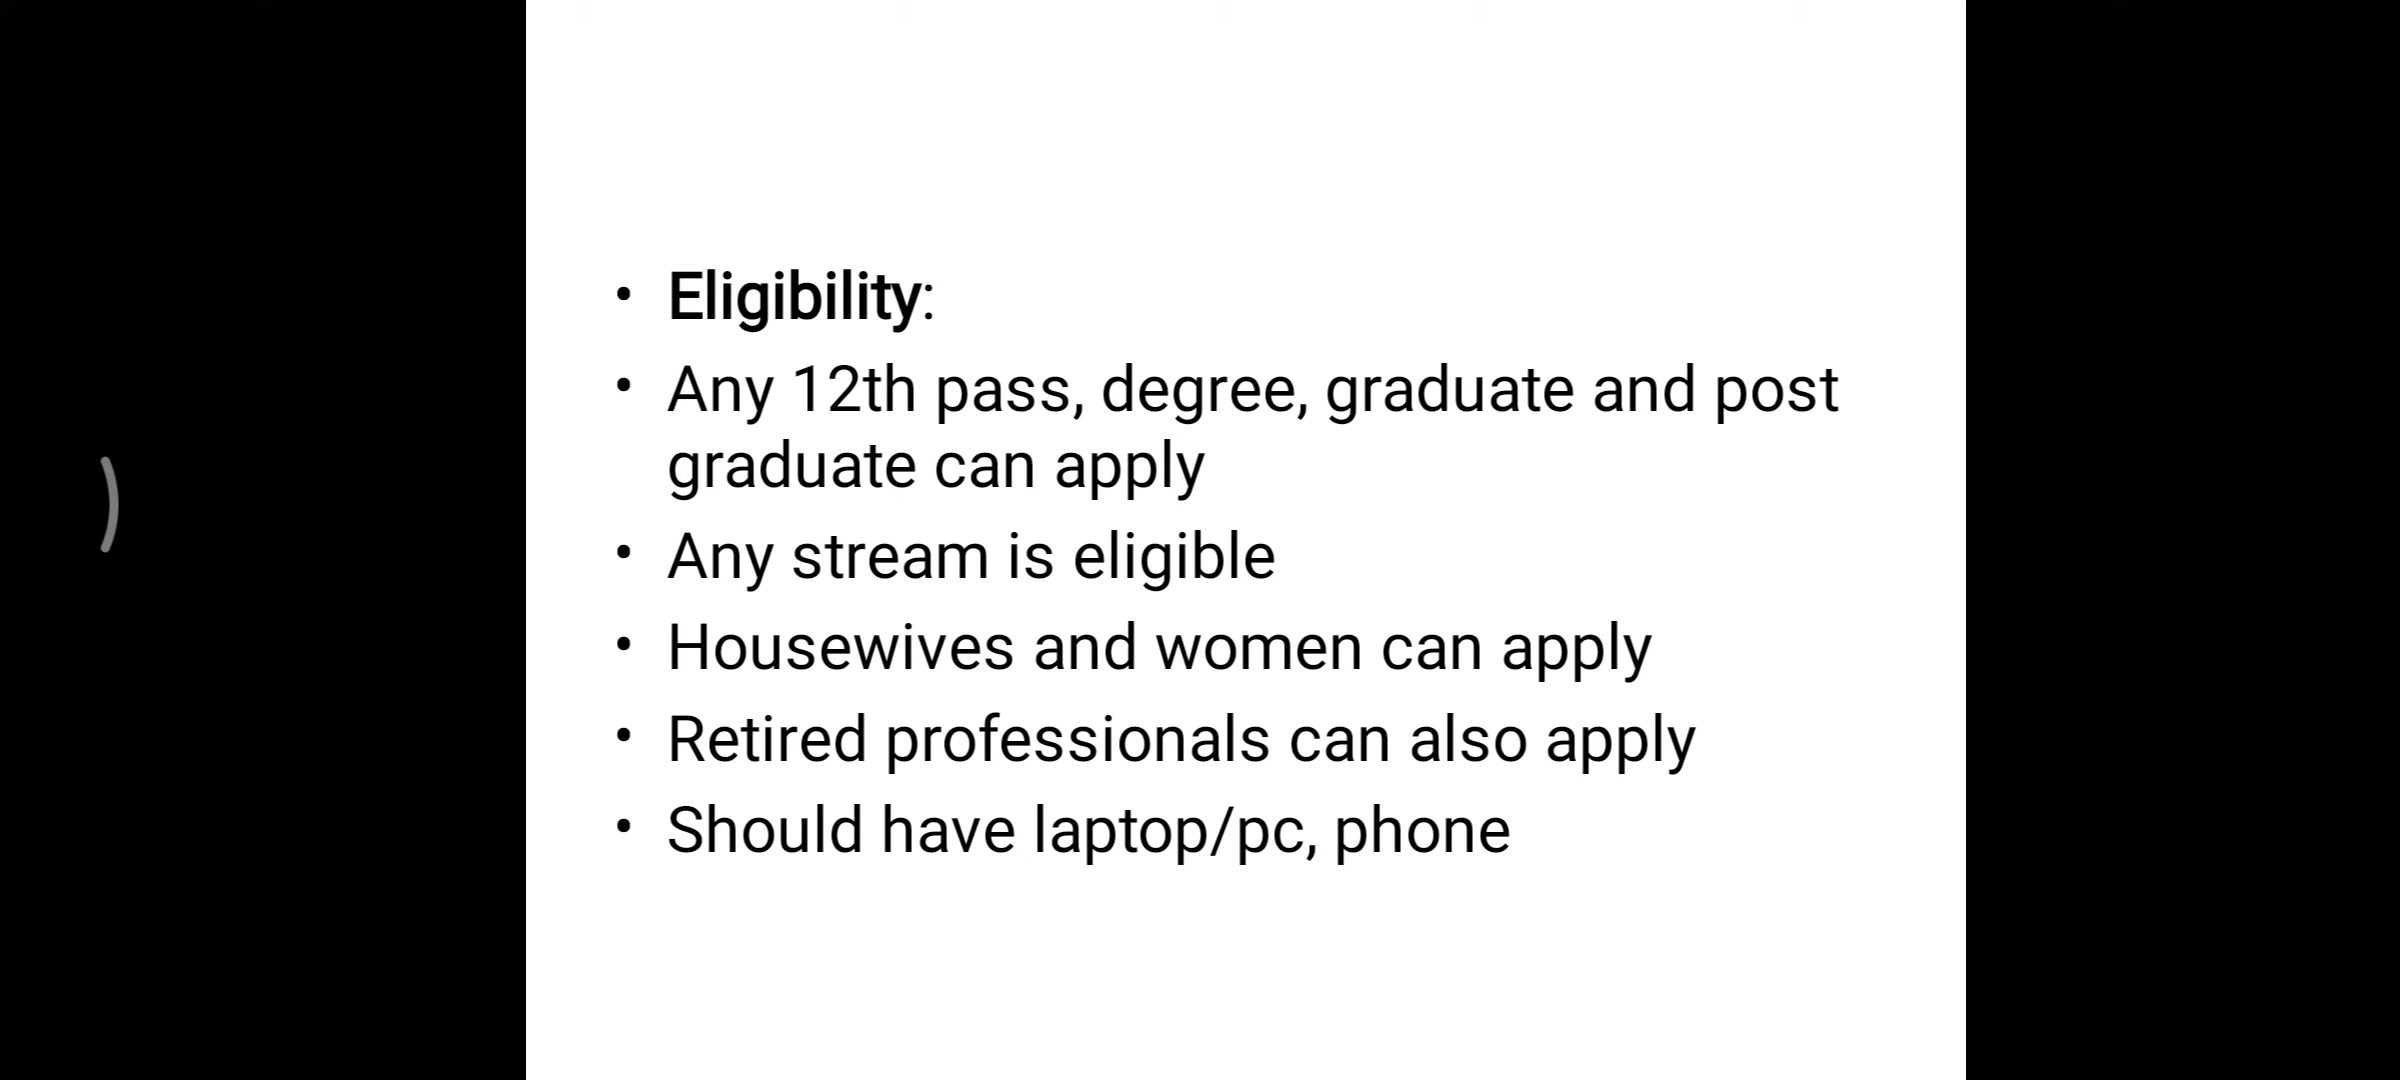 • Eligibility:
• Any 12th pass, degree, graduate and post
graduate can apply
• Any stream is eligible
• Housewives and women can apply
• Retired professionals can also apply
• Should have laptop/pc, phone